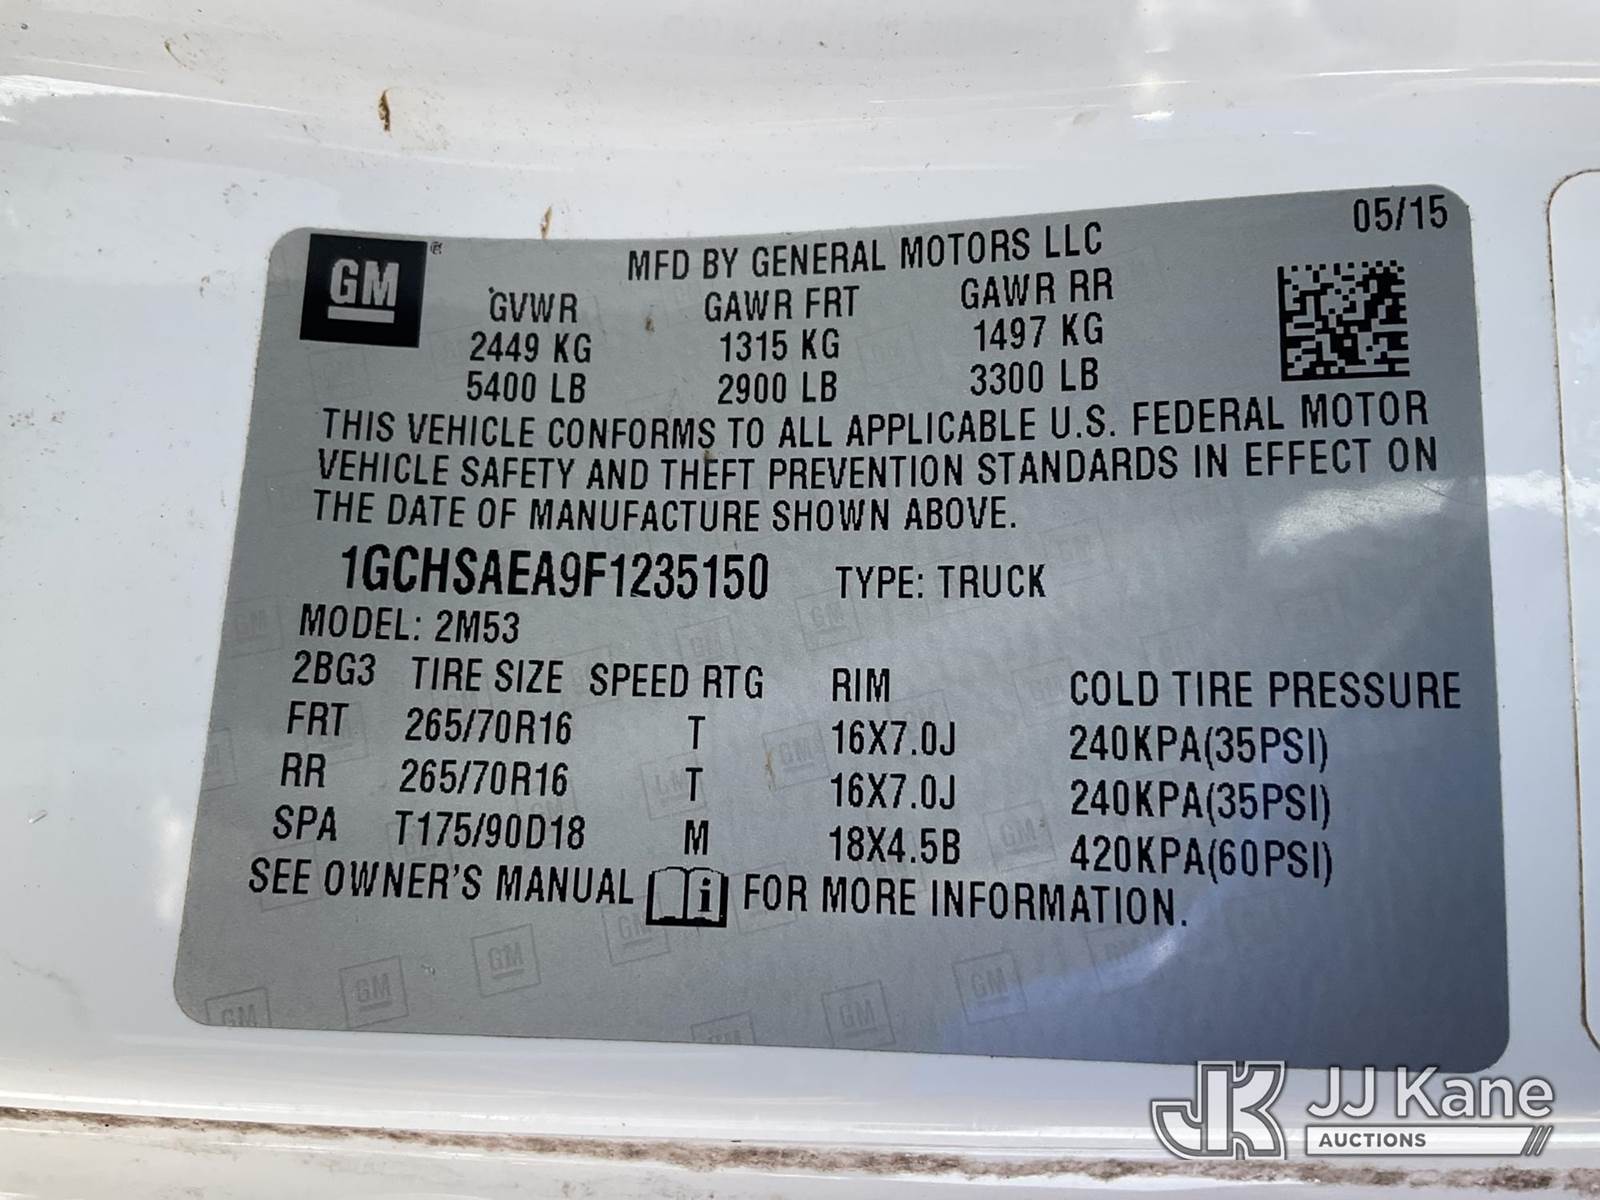 05/15
GM
MFD BY GENERAL MOTORS LLC
GVWR GAWR FRT GAWR RR
2449 KG 1315 KG 1497 KG
5400 LB 2900 LB 3300 LB
THIS VEHICLE CONFORMS TO ALL APPLICABLE U.S. FEDERAL MOTOR
VEHICLE SAFETY AND THEFT PREVENTION STANDARDS IN EFFECT ON
THE DATE OF MANUFACTURE SHOWN ABOVE.
1GCHSAEA9F1235150 TYPE: TRUCK
MODEL: 2M53
2BG3 TIRE SIZE SPEED RTG RIM COLD TIRE PRESSURE
FRT 265/70R16 T 16X7.0J 240KPA(35PSI)
RR 265/70R16 T 16X7.0J 240KPA(35PSI)
SPA T175/90D18 M 18X4.5B 420KPA(60PSI)
SEE OWNER'S MANUAL i FOR MORE INFORMATION.
JK JJ Kane
AUCTIONS